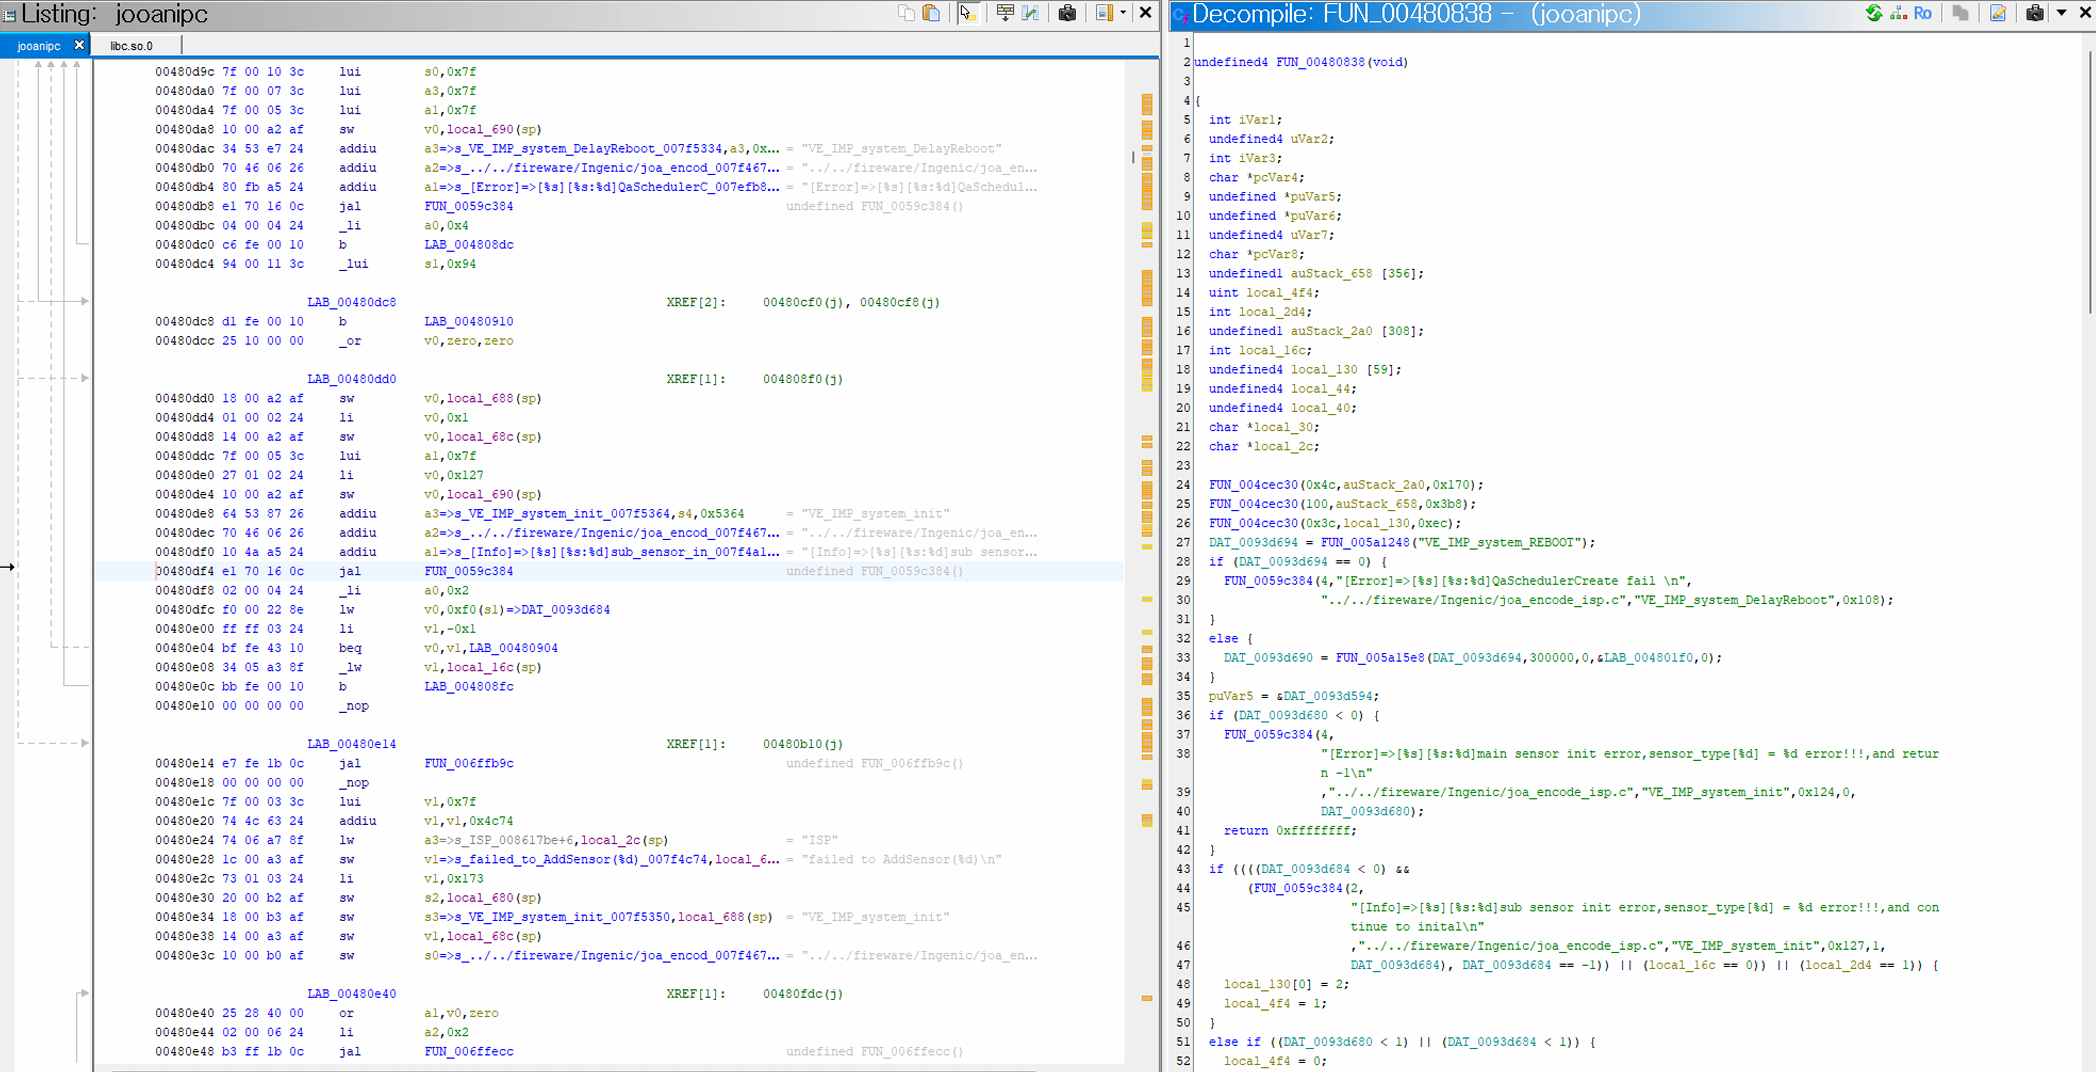 Listing: jooanipc
jooanipc
libc.so.0
00480d9c 7f 00 10 3c lui s0,0x7f
00480da0 7f 00 07 3c lui a3,0x7f
00480da4 7f 00 05 3c lui a1,0x7f
00480da8 10 00 a2 af sw v0,local_690(sp)
00480dac 34 53 e7 24 addiu a3=>s_VE_IMP_system_DelayReboot_007f5334,a3,0x... = "VE_IMP_system_DelayReboot"
00480db0 70 46 06 26 addiu a2=>s_../../fireware/Ingenic/joa_encod_007f467... = "../../fireware/Ingenic/joa_en...
00480db4 80 fb a5 24 addiu a1=>s_[Error]=>[%s][%s:%d]QaSchedulerC_007efb8... = "[Error]=>[%s][%s:%d]QaSchedul...
00480db8 e1 70 16 0c jal FUN_0059c384 undefined FUN_0059c384()
00480dbc 04 00 04 24 _li a0,0x4
00480dc0 c6 fe 00 10 b LAB_004808dc
00480dc4 94 00 11 3c _lui s1,0x94
LAB_00480dc8 XREF[2]: 00480cf0(j), 00480cf8(j)
00480dc8 d1 fe 00 10 b LAB_00480910
00480dcc 25 10 00 00 _or v0,zero,zero
LAB_00480dd0 XREF[1]: 004808f0(j)
00480dd0 18 00 a2 af sw v0,local_688(sp)
00480dd4 01 00 02 24 li v0,0x1
00480dd8 14 00 a2 af sw v0,local_68c(sp)
00480ddc 7f 00 05 3c lui a1,0x7f
00480de0 27 01 02 24 li v0,0x127
00480de4 10 00 a2 af sw v0,local_690(sp)
00480de8 64 53 87 26 addiu a3=>s_VE_IMP_system_init_007f5364,s4,0x5364 = "VE_IMP_system_init"
00480dec 70 46 06 26 addiu a2=>s_../../fireware/Ingenic/joa_encod_007f467... = "../../fireware/Ingenic/joa_en...
00480df0 10 4a a5 24 addiu a1=>s_[Info]=>[%s][%s:%d]sub_sensor_in_007f4a1... = "[Info]=>[%s][%s:%d]sub sensor...
00480df4 e1 70 16 0c jal FUN_0059c384 undefined FUN_0059c384()
00480df8 02 00 04 24 _li a0,0x2
00480dfc f0 00 22 8e lw v0,0xf0(s1)=>DAT_0093d684
00480e00 ff ff 03 24 li v1,-0x1
00480e04 bf fe 43 10 beq v0,v1,LAB_00480904
00480e08 34 05 a3 8f _lw v1,local_16c(sp)
00480e0c bb fe 00 10 b LAB_004808fc
00480e10 00 00 00 00 _nop
LAB_00480e14 XREF[1]: 00480b10(j)
00480e14 e7 fe 1b 0c jal FUN_006ffb9c undefined FUN_006ffb9c()
00480e18 00 00 00 00 _nop
00480e1c 7f 00 03 3c lui v1,0x7f
00480e20 74 4c 63 24 addiu v1,v1,0x4c74
00480e24 74 06 a7 8f lw a3=>s_ISP_008617be+6,local_2c(sp) = "ISP"
00480e28 1c 00 a3 af sw v1=>s_failed_to_AddSensor(%d)_007f4c74,local_6... = "failed to AddSensor(%d)\n"
00480e2c 73 01 03 24 li v1,0x173
00480e30 20 00 b2 af sw s2,local_680(sp)
00480e34 18 00 b3 af sw s3=>s_VE_IMP_system_init_007f5350,local_688(sp) = "VE_IMP_system_init"
00480e38 14 00 a3 af sw v1,local_68c(sp)
00480e3c 10 00 b0 af sw s0=>s_../../fireware/Ingenic/joa_encod_007f467... = "../../fireware/Ingenic/joa_en...
LAB_00480e40 XREF[1]: 00480fdc(j)
00480e40 25 28 40 00 or a1,v0,zero
00480e44 02 00 06 24 li a2,0x2
00480e48 b3 ff 1b 0c jal FUN_006ffecc undefined FUN_006ffecc()
Decompile: FUN_00480838 - (jooanipc)
Ro
1
2 undefined4 FUN_00480838(void)
3
4 {
5 int iVar1;
6 undefined4 uVar2;
7 int iVar3;
8 char *pcVar4;
9 undefined *puVar5;
10 undefined *puVar6;
11 undefined4 uVar7;
12 char *pcVar8;
13 undefined1 auStack_658 [356];
14 uint local_4f4;
15 int local_2d4;
16 undefined1 auStack_2a0 [308];
17 int local_16c;
18 undefined4 local_130 [59];
19 undefined4 local_44;
20 undefined4 local_40;
21 char *local_30;
22 char *local_2c;
23
24 FUN_004cec30(0x4c,auStack_2a0,0x170);
25 FUN_004cec30(100,auStack_658,0x3b8);
26 FUN_004cec30(0x3c,local_130,0xec);
27 DAT_0093d694 = FUN_005a1248("VE_IMP_system_REBOOT");
28 if (DAT_0093d694 == 0) {
29 FUN_0059c384(4,"[Error]=>[%s][%s:%d]QaSchedulerCreate fail \n",
30 "../../fireware/Ingenic/joa_encode_isp.c","VE_IMP_system_DelayReboot",0x108);
31 }
32 else {
33 DAT_0093d690 = FUN_005a15e8(DAT_0093d694,300000,0,&LAB_004801f0,0);
34 }
35 puVar5 = &DAT_0093d594;
36 if (DAT_0093d680 < 0) {
37 FUN_0059c384(4,
38 "[Error]=>[%s][%s:%d]main sensor init error,sensor_type[%d] = %d error!!!,and retur
n -1\n"
39 ,"../../fireware/Ingenic/joa_encode_isp.c","VE_IMP_system_init",0x124,0,
40 DAT_0093d680);
41 return 0xffffffff;
42 }
43 if ((((DAT_0093d684 < 0) &&
44 (FUN_0059c384(2,
45 "[Info]=>[%s][%s:%d]sub sensor init error,sensor_type[%d] = %d error!!!,and con
tinue to inital\n"
46 ,"../../fireware/Ingenic/joa_encode_isp.c","VE_IMP_system_init",0x127,1,
47 DAT_0093d684), DAT_0093d684 == -1)) || (local_16c == 0)) || (local_2d4 == 1)) {
48 local_130[0] = 2;
49 local_4f4 = 1;
50 }
51 else if ((DAT_0093d680 < 1) || (DAT_0093d684 < 1)) {
52 local_4f4 = 0;